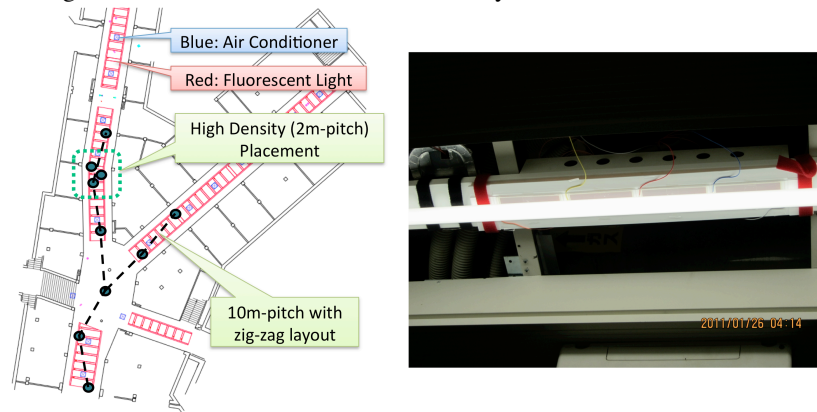 Blue: Air Conditioner
Red: Fluorescent Light
High Density (2m-pitch)
Placement
10m-pitch with
zig-zag layout
2011/01/26 04:14